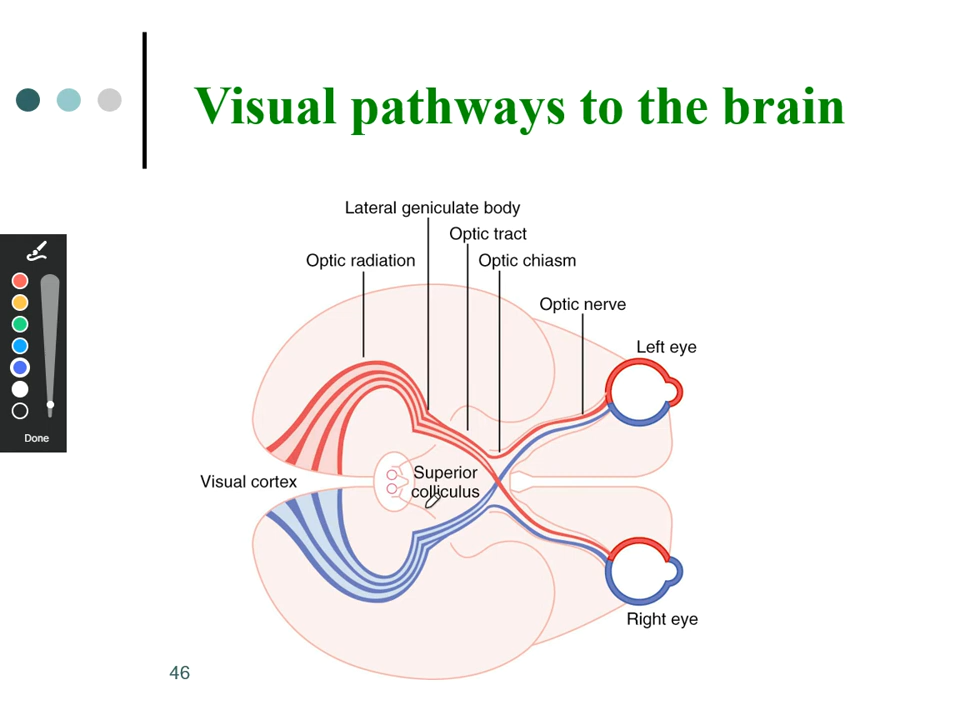 Visual pathways to the brain
Lateral geniculate body
Optic tract
Optic radiation
Optic chiasm
Optic nerve
Left eye
Visual cortex
Superior
colliculus
Right eye
Done
46